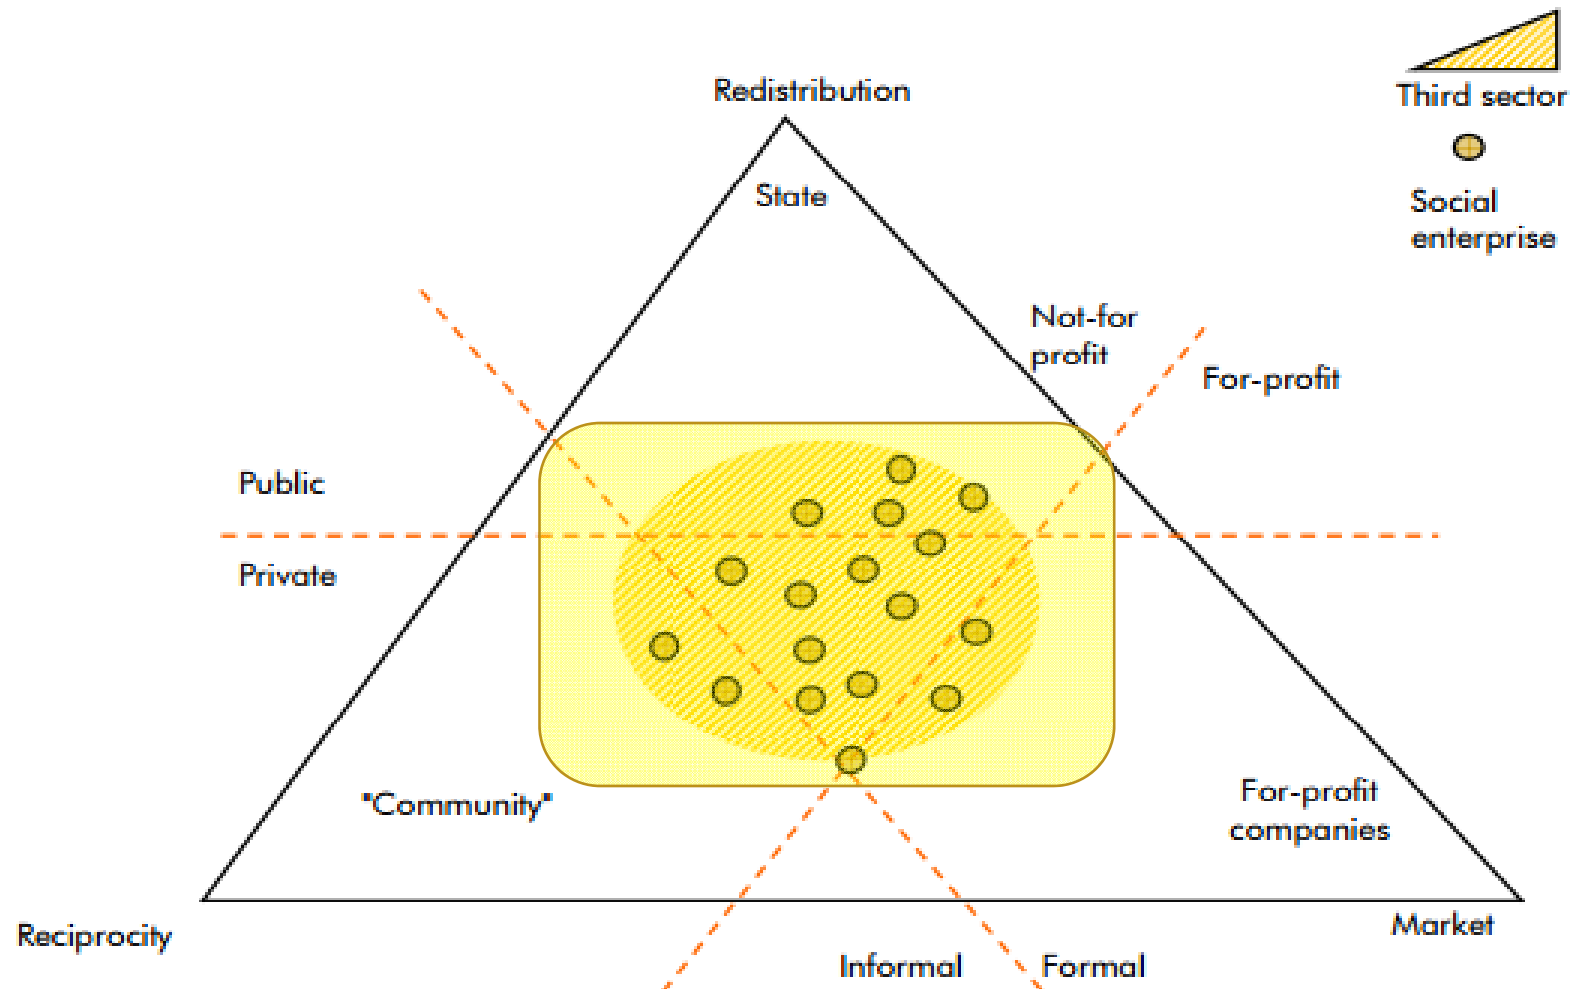 Redistribution
State
Third sector
Social
enterprise
Not-for
profit
For-profit
Public
Private
"Community"
For-profit
companies
Reciprocity
Market
Informal
Formal